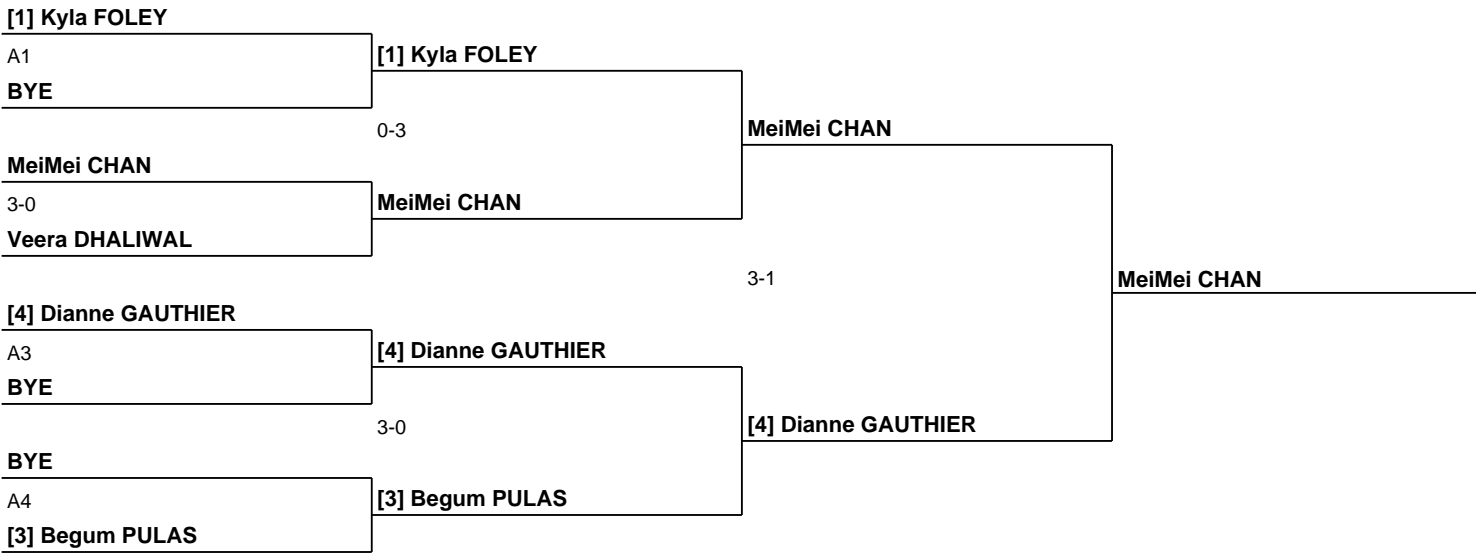 [1] Kyla FOLEY
A1
[1] Kyla FOLEY
BYE
0-3
MeiMei CHAN
MeiMei CHAN
3-0
MeiMei CHAN
Veera DHALIWAL
3-1
MeiMei CHAN
[4] Dianne GAUTHIER
A3
[4] Dianne GAUTHIER
BYE
3-0
[4] Dianne GAUTHIER
BYE
A4
[3] Begum PULAS
[3] Begum PULAS